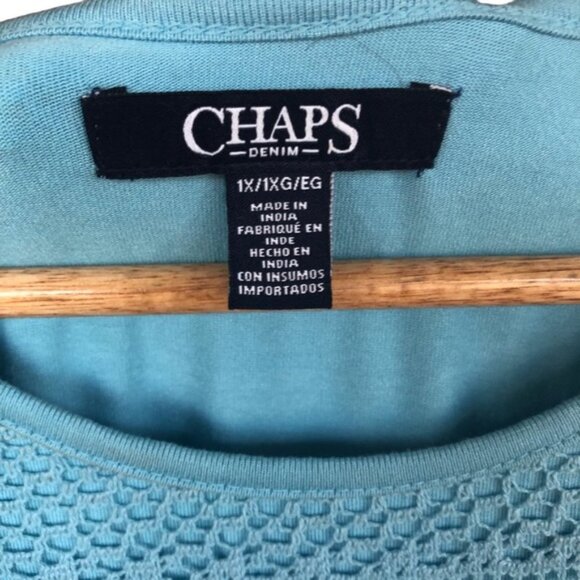 CHAPS
DENIM
1X/1XG/EG
MADE IN
INDIA
FABRIQUÉ EN
INDE
HECHO EN
INDIA
CON INSUMOS
IMPORTADOS